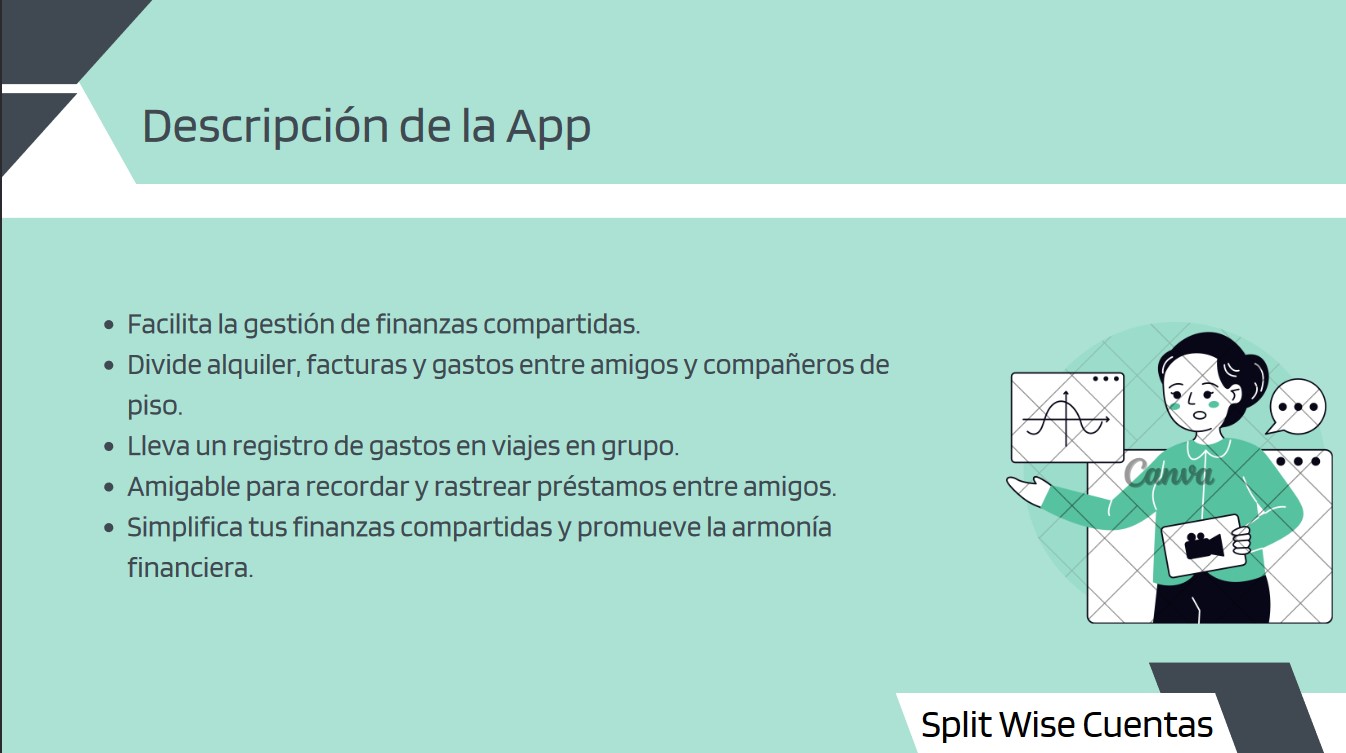 Descripción de la App
• Facilita la gestión de finanzas compartidas.
• Divide alquiler, facturas y gastos entre amigos y compañeros de
piso.
• Lleva un registro de gastos en viajes en grupo.
• Amigable para recordar y rastrear préstamos entre amigos.
• Simplifica tus finanzas compartidas y promueve la armonía
financiera.
Canva
Split Wise Cuentas